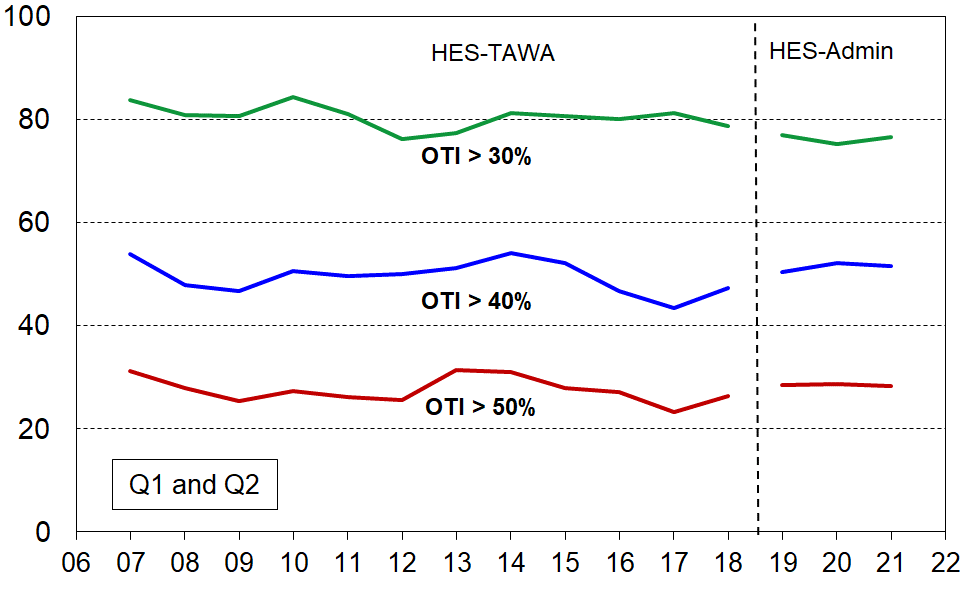 100
HES-TAWA
HES-Admin
80
OTI > 30%
60
OTI > 40%
40
OTI > 50%
20
Q1 and Q2
0
06 07 08 09 10 11 12 13 14 15 16 17 18 19 20 21 22